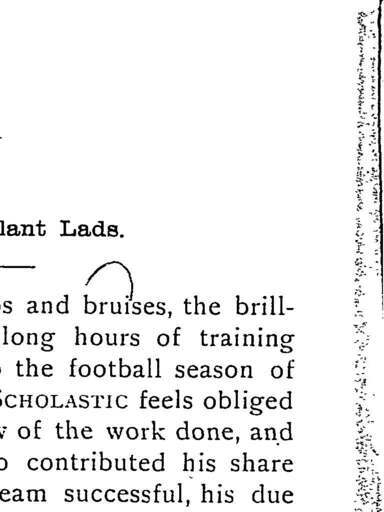 lant Lads.
os and bruises, the brill-
long hours of training
o the football season of
SCHOLASTIC feels obliged
w of the work done, and
o contributed his share
eam successful, his due